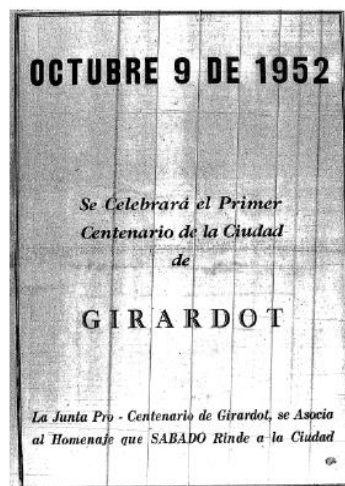 OCTUBRE 9 DE 1952
Se Celebrará el Primer
Centenario de la Ciudad
de
GIRARDOT
La Junta Pro - Centenario de Girardot, se Asocia
al Homenaje que SABADO Rinde a la Ciudad